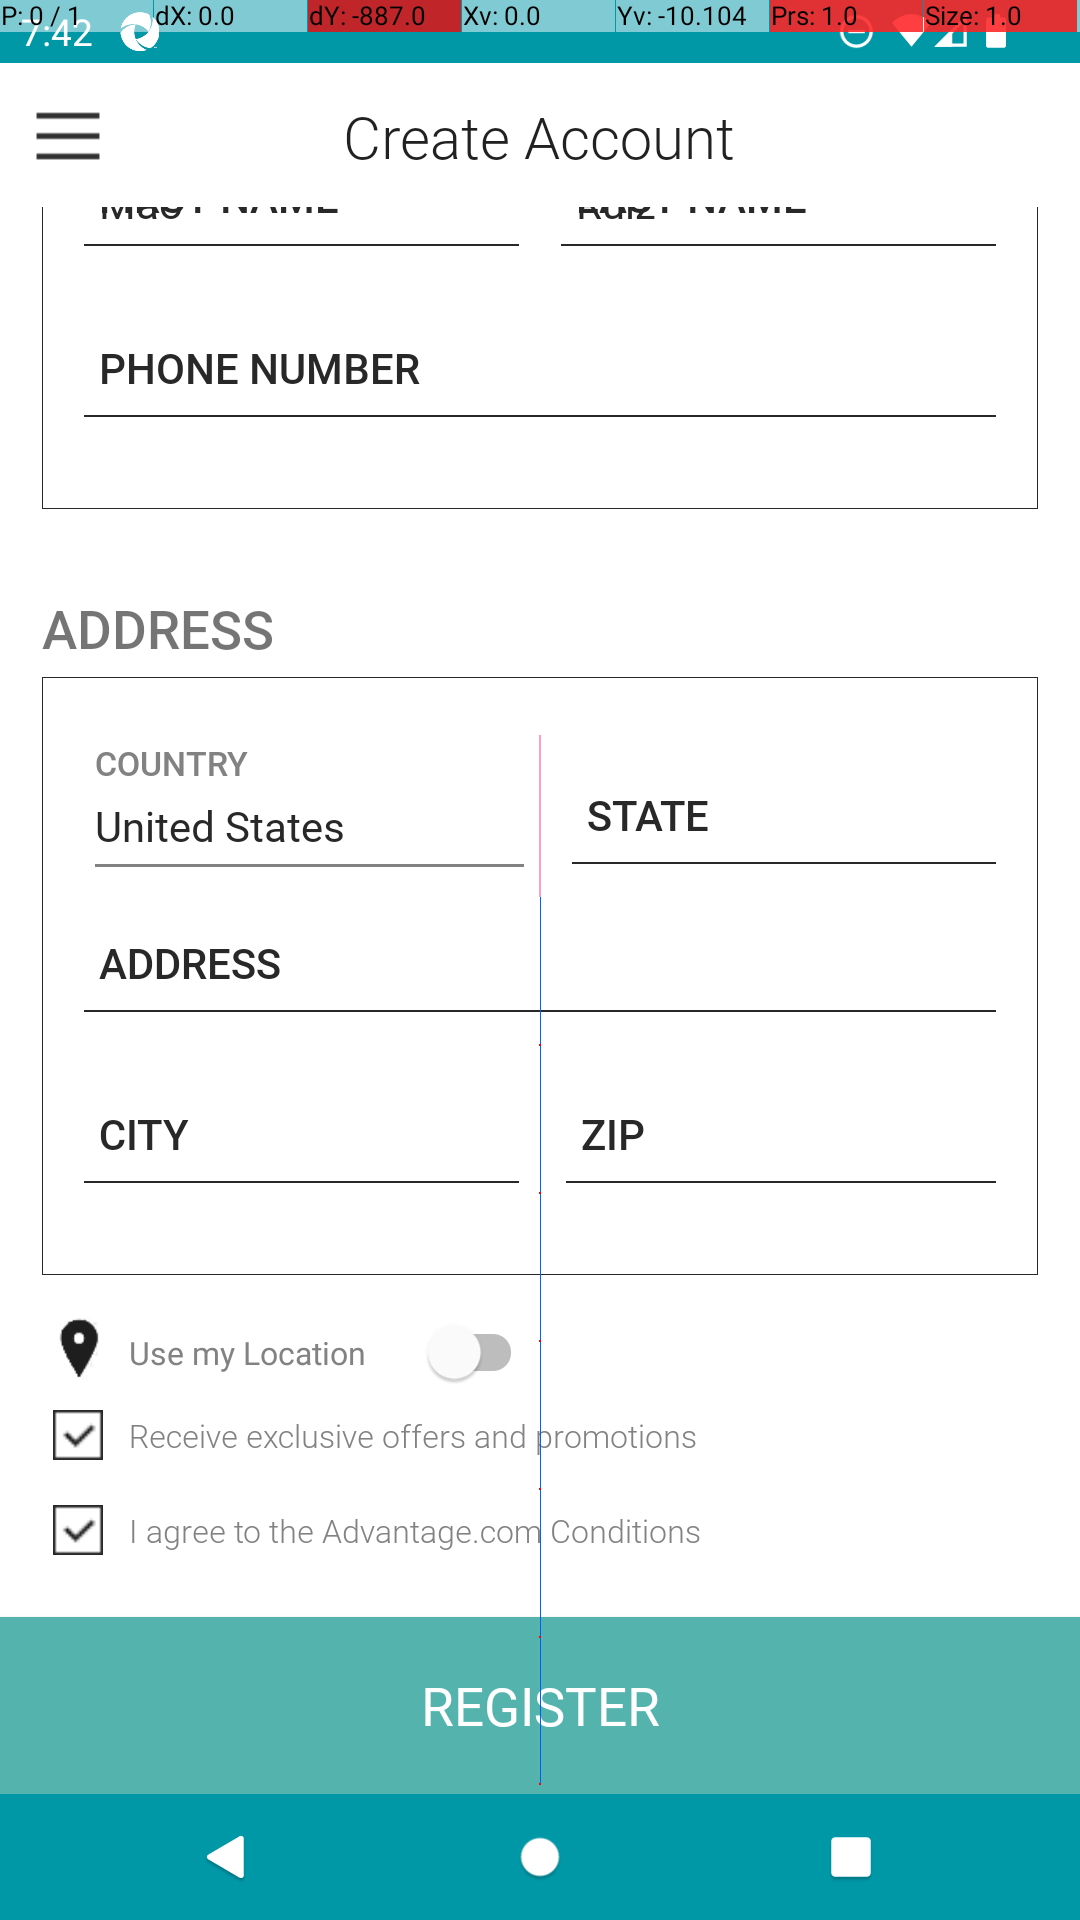 P: 0 / 1 dX: 0.0 dY: -887.0 Xv: 0.0 Yv: -10.104 Prs: 1.0 Size: 1.0
7:42
Create Account
PHONE NUMBER
ADDRESS
COUNTRY
United States
STATE
ADDRESS
CITY ZIP
Use my Location
Receive exclusive offers and promotions
I agree to the Advantage.com Conditions
REGISTER